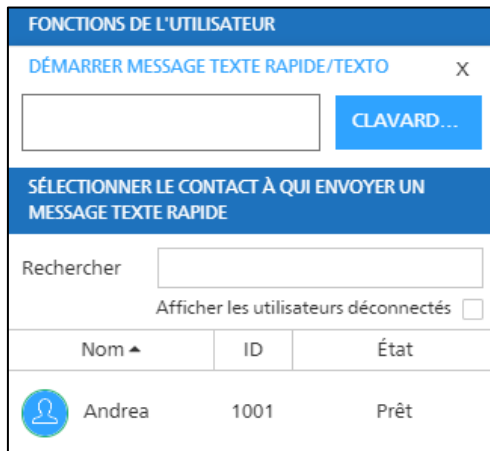 FONCTIONS DE L'UTILISATEUR
DÉMARRER MESSAGE TEXTE RAPIDE/TEXTO X
CLAVARD...
SÉLECTIONNER LE CONTACT À QUI ENVOYER UN
MESSAGE TEXTE RAPIDE
Rechercher
Afficher les utilisateurs déconnectés
Nom ID État
Andrea 1001 Prêt